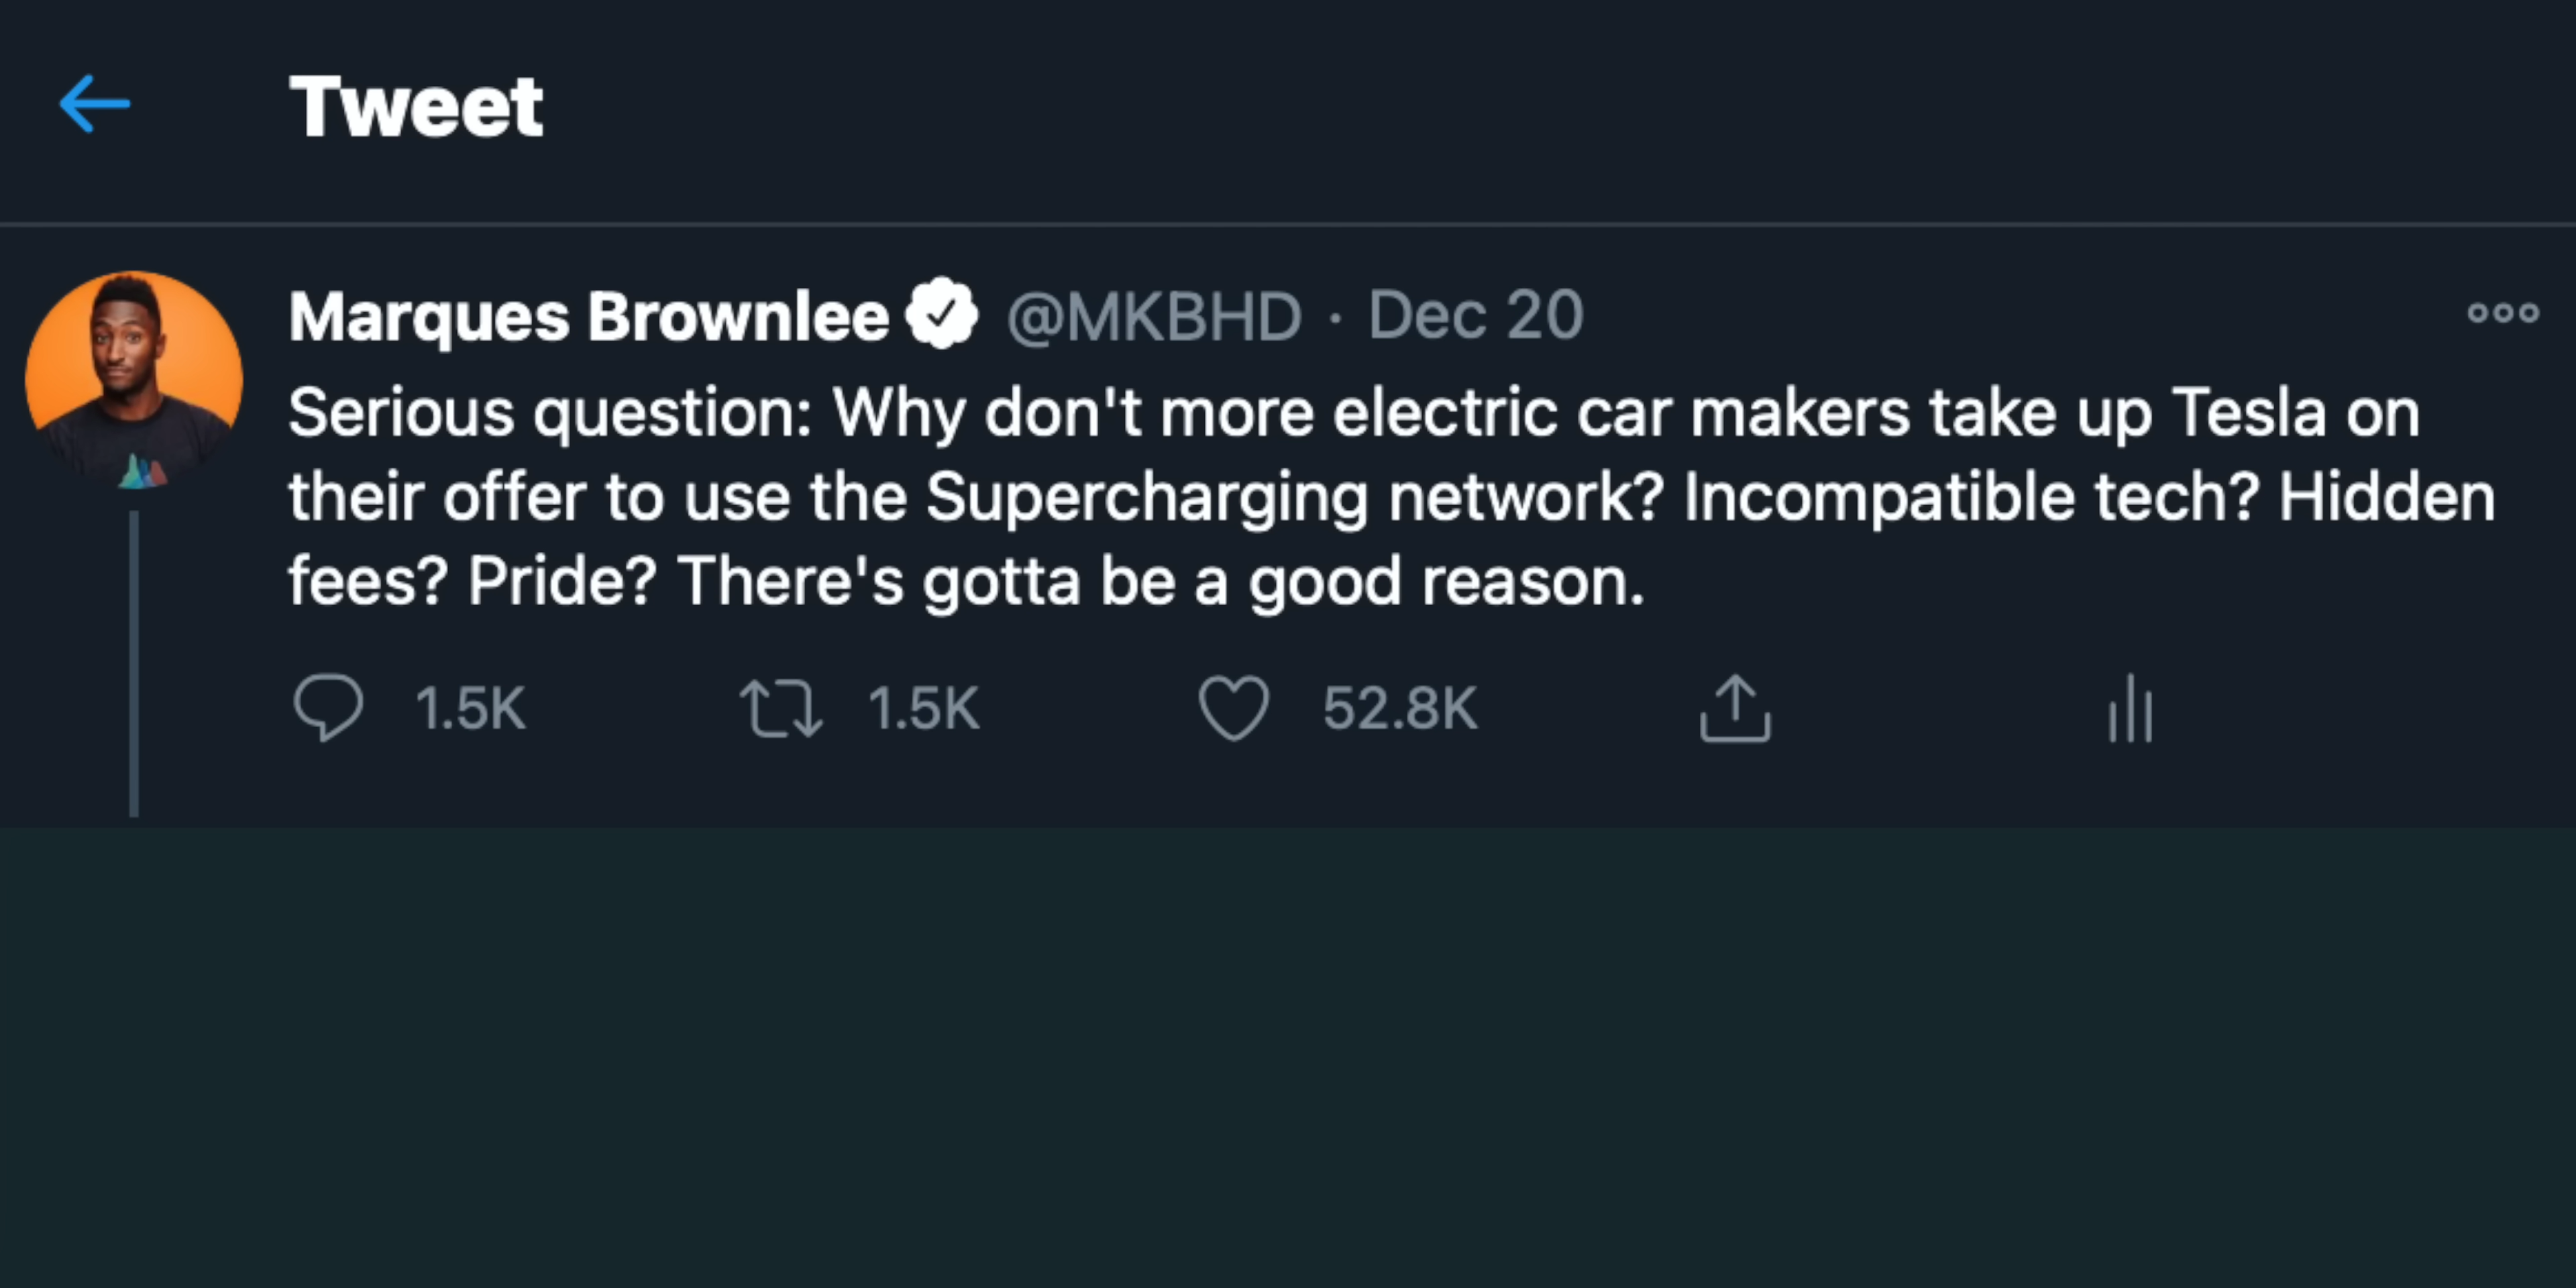 Tweet
Marques Brownlee @MKBHD · Dec 20
Serious question: Why don't more electric car makers take up Tesla on
their offer to use the Supercharging network? Incompatible tech? Hidden
fees? Pride? There's gotta be a good reason.
1.5K 1.5K 52.8K